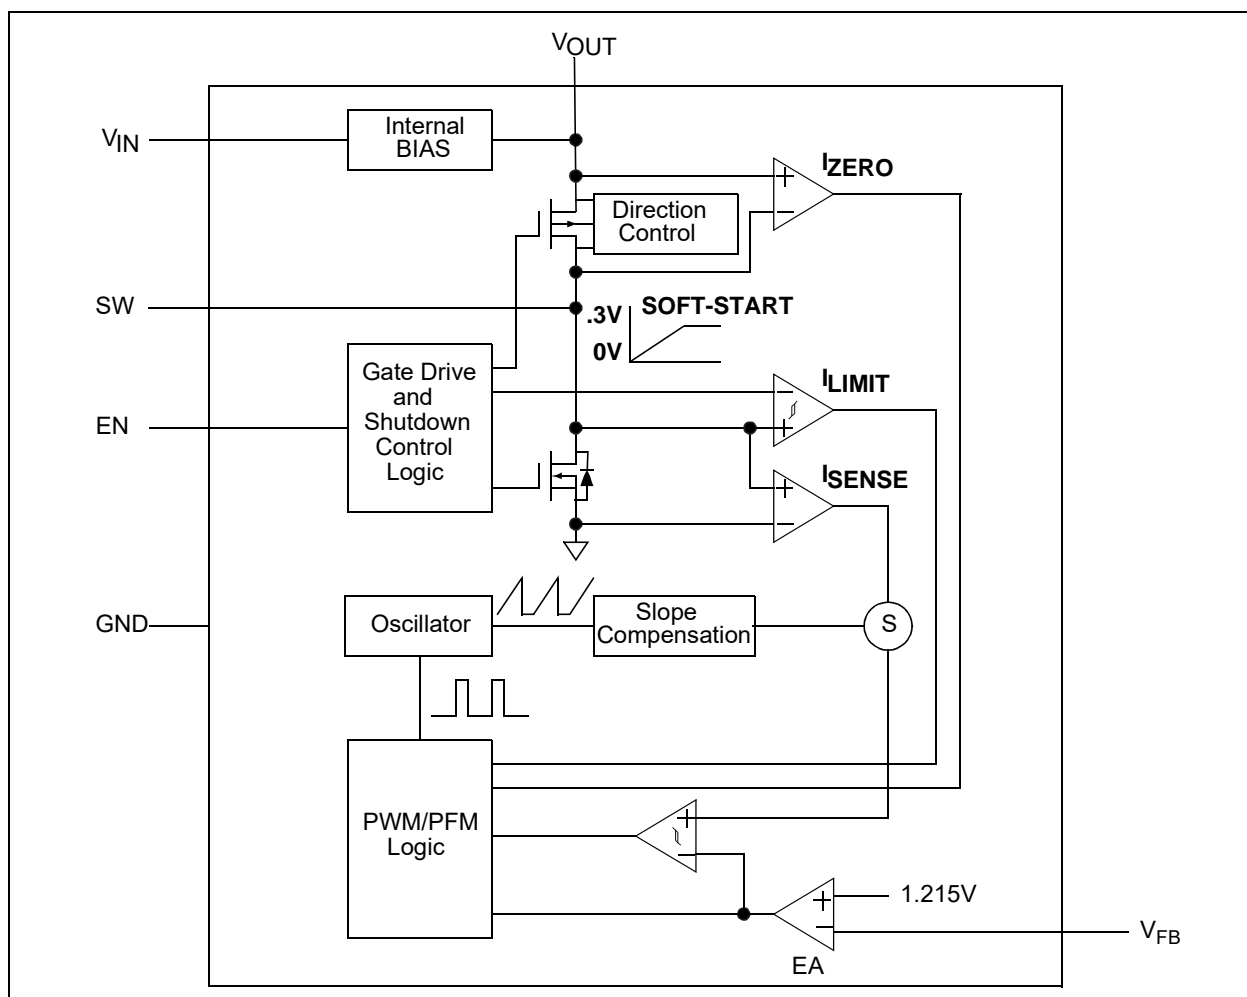 VOUT
VIN
Internal
BIAS
IZERO
+
−
Direction
Control
SW
.3V
SOFT-START
0V
Gate Drive
and
Shutdown
Control
Logic
ILIMIT
−
+
EN
ISENSE
+
−
GND
Oscillator
Slope
Compensation
S
PWM/PFM
Logic
+
−
+
1.215V
−
VFB
EA